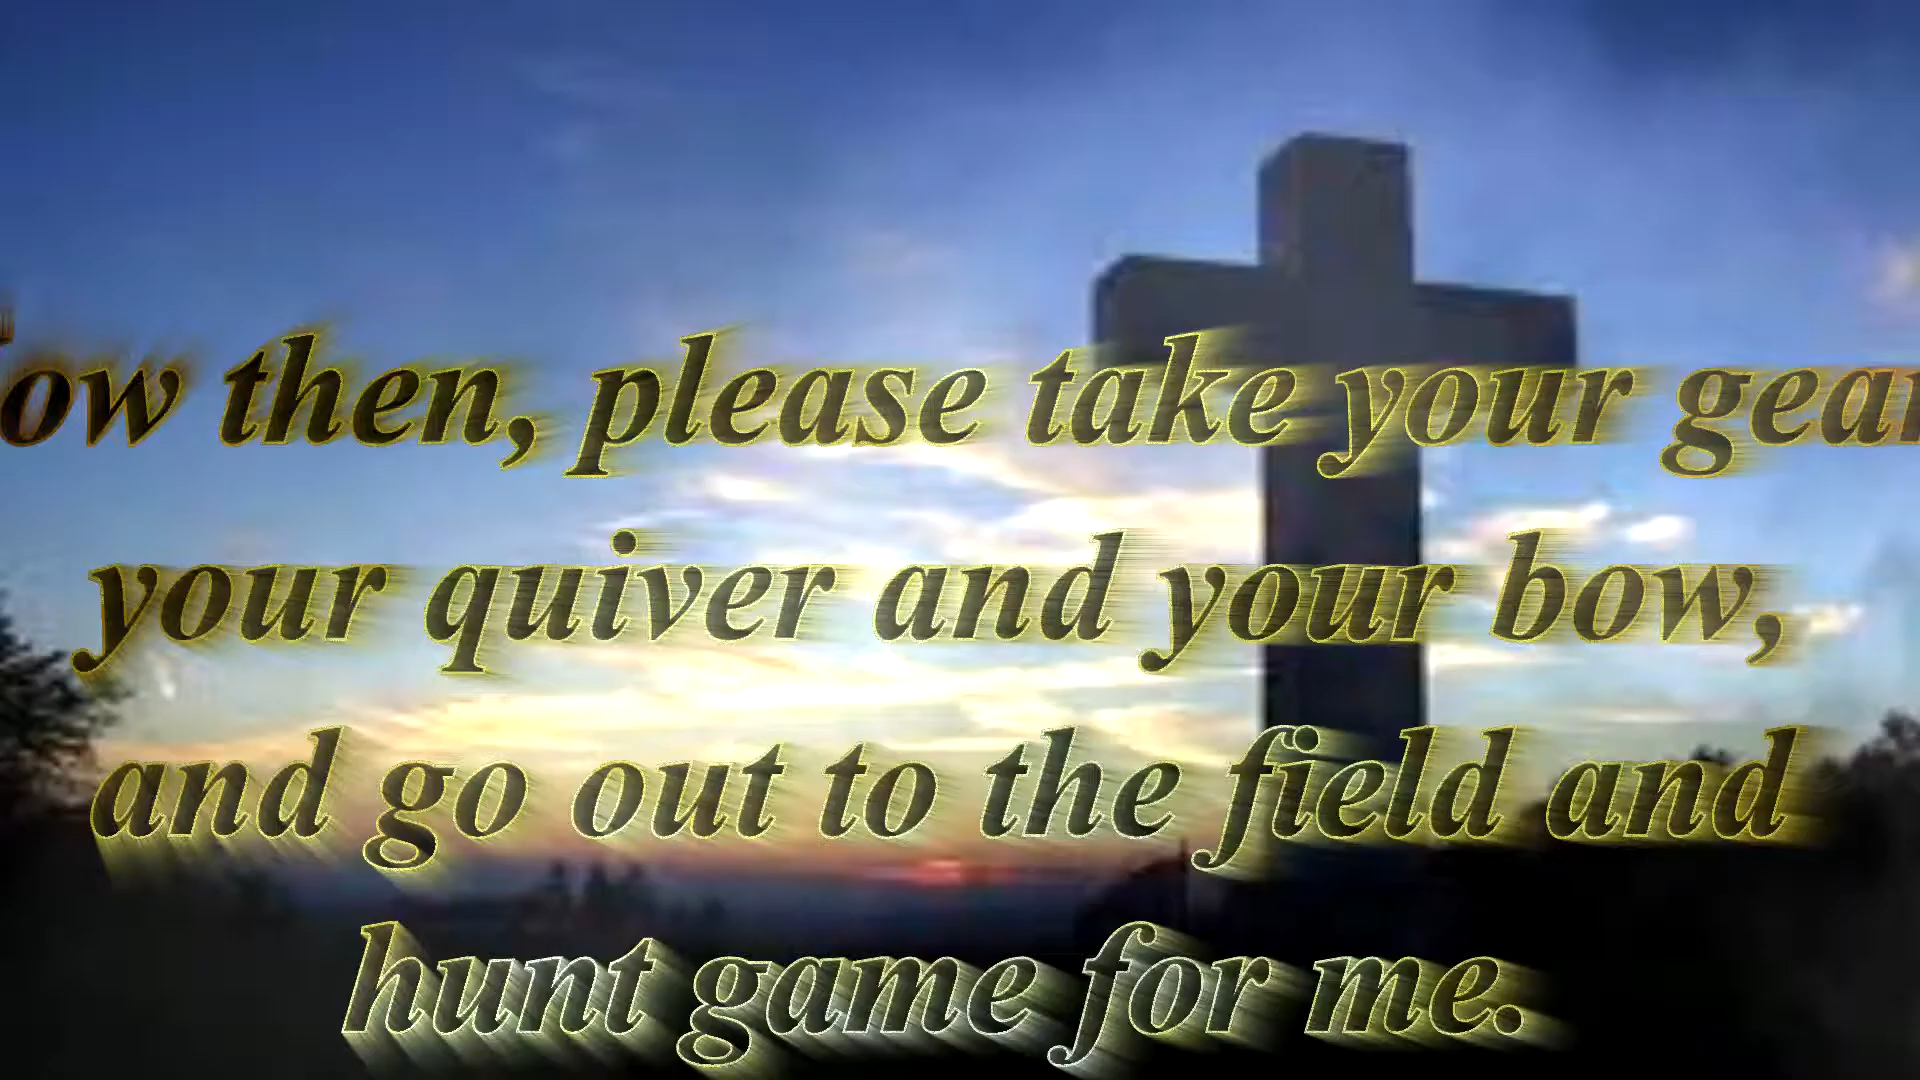 ow then, please take your gear
your quiver and your bow,
and go out to the field and
hunt game for me.